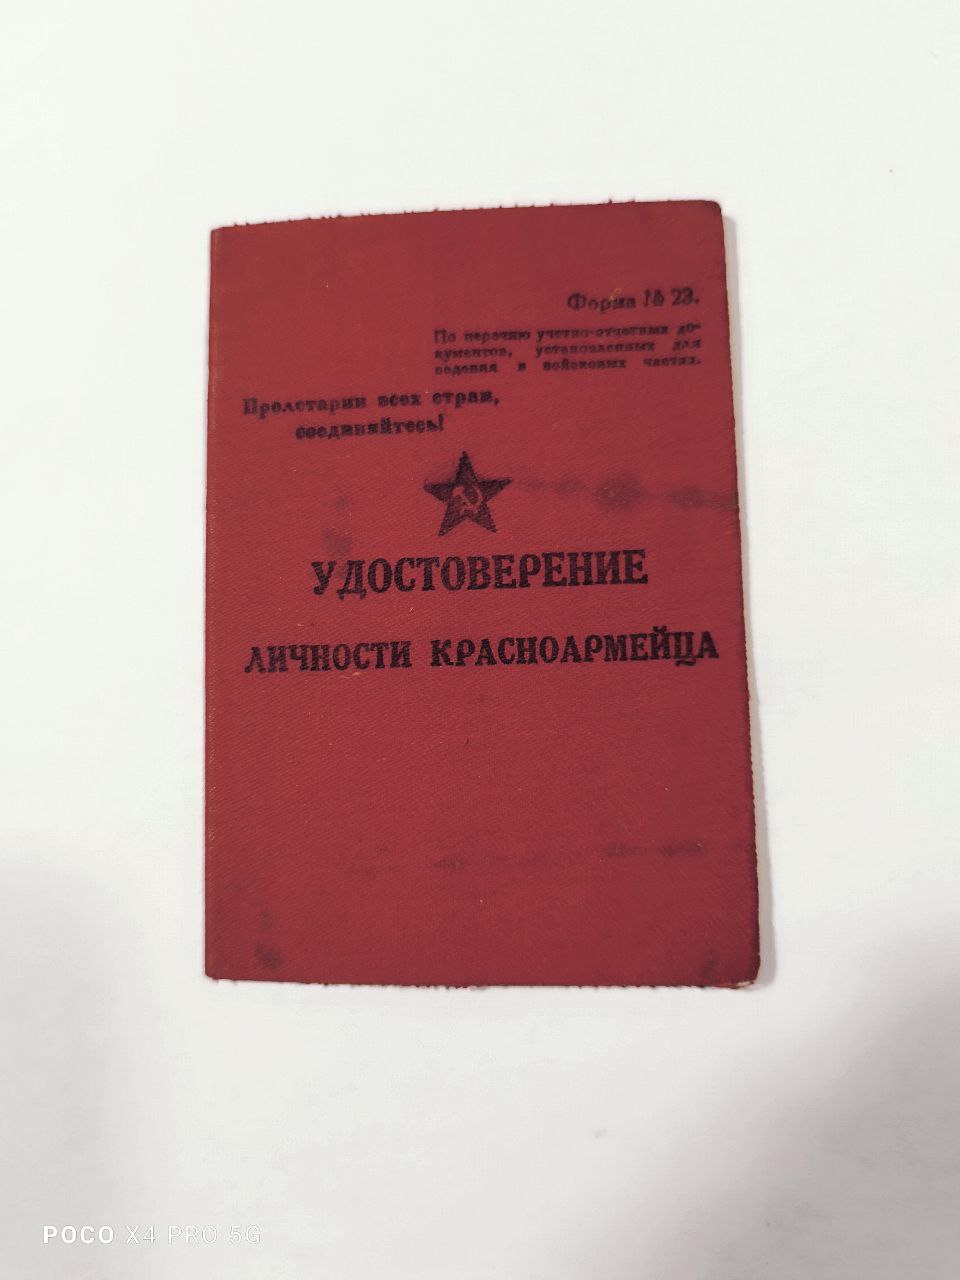 Форма № 23.
По перечню учетно-отчетных до-
кументов, установленных для
ведения в войсковых частях.
Пролетарии всех стран,
соединяйтесь!
УДОСТОВЕРЕНИЕ
ЛИЧНОСТИ КРАСНОАРМЕЙЦА
POCO X4 PRO 5G